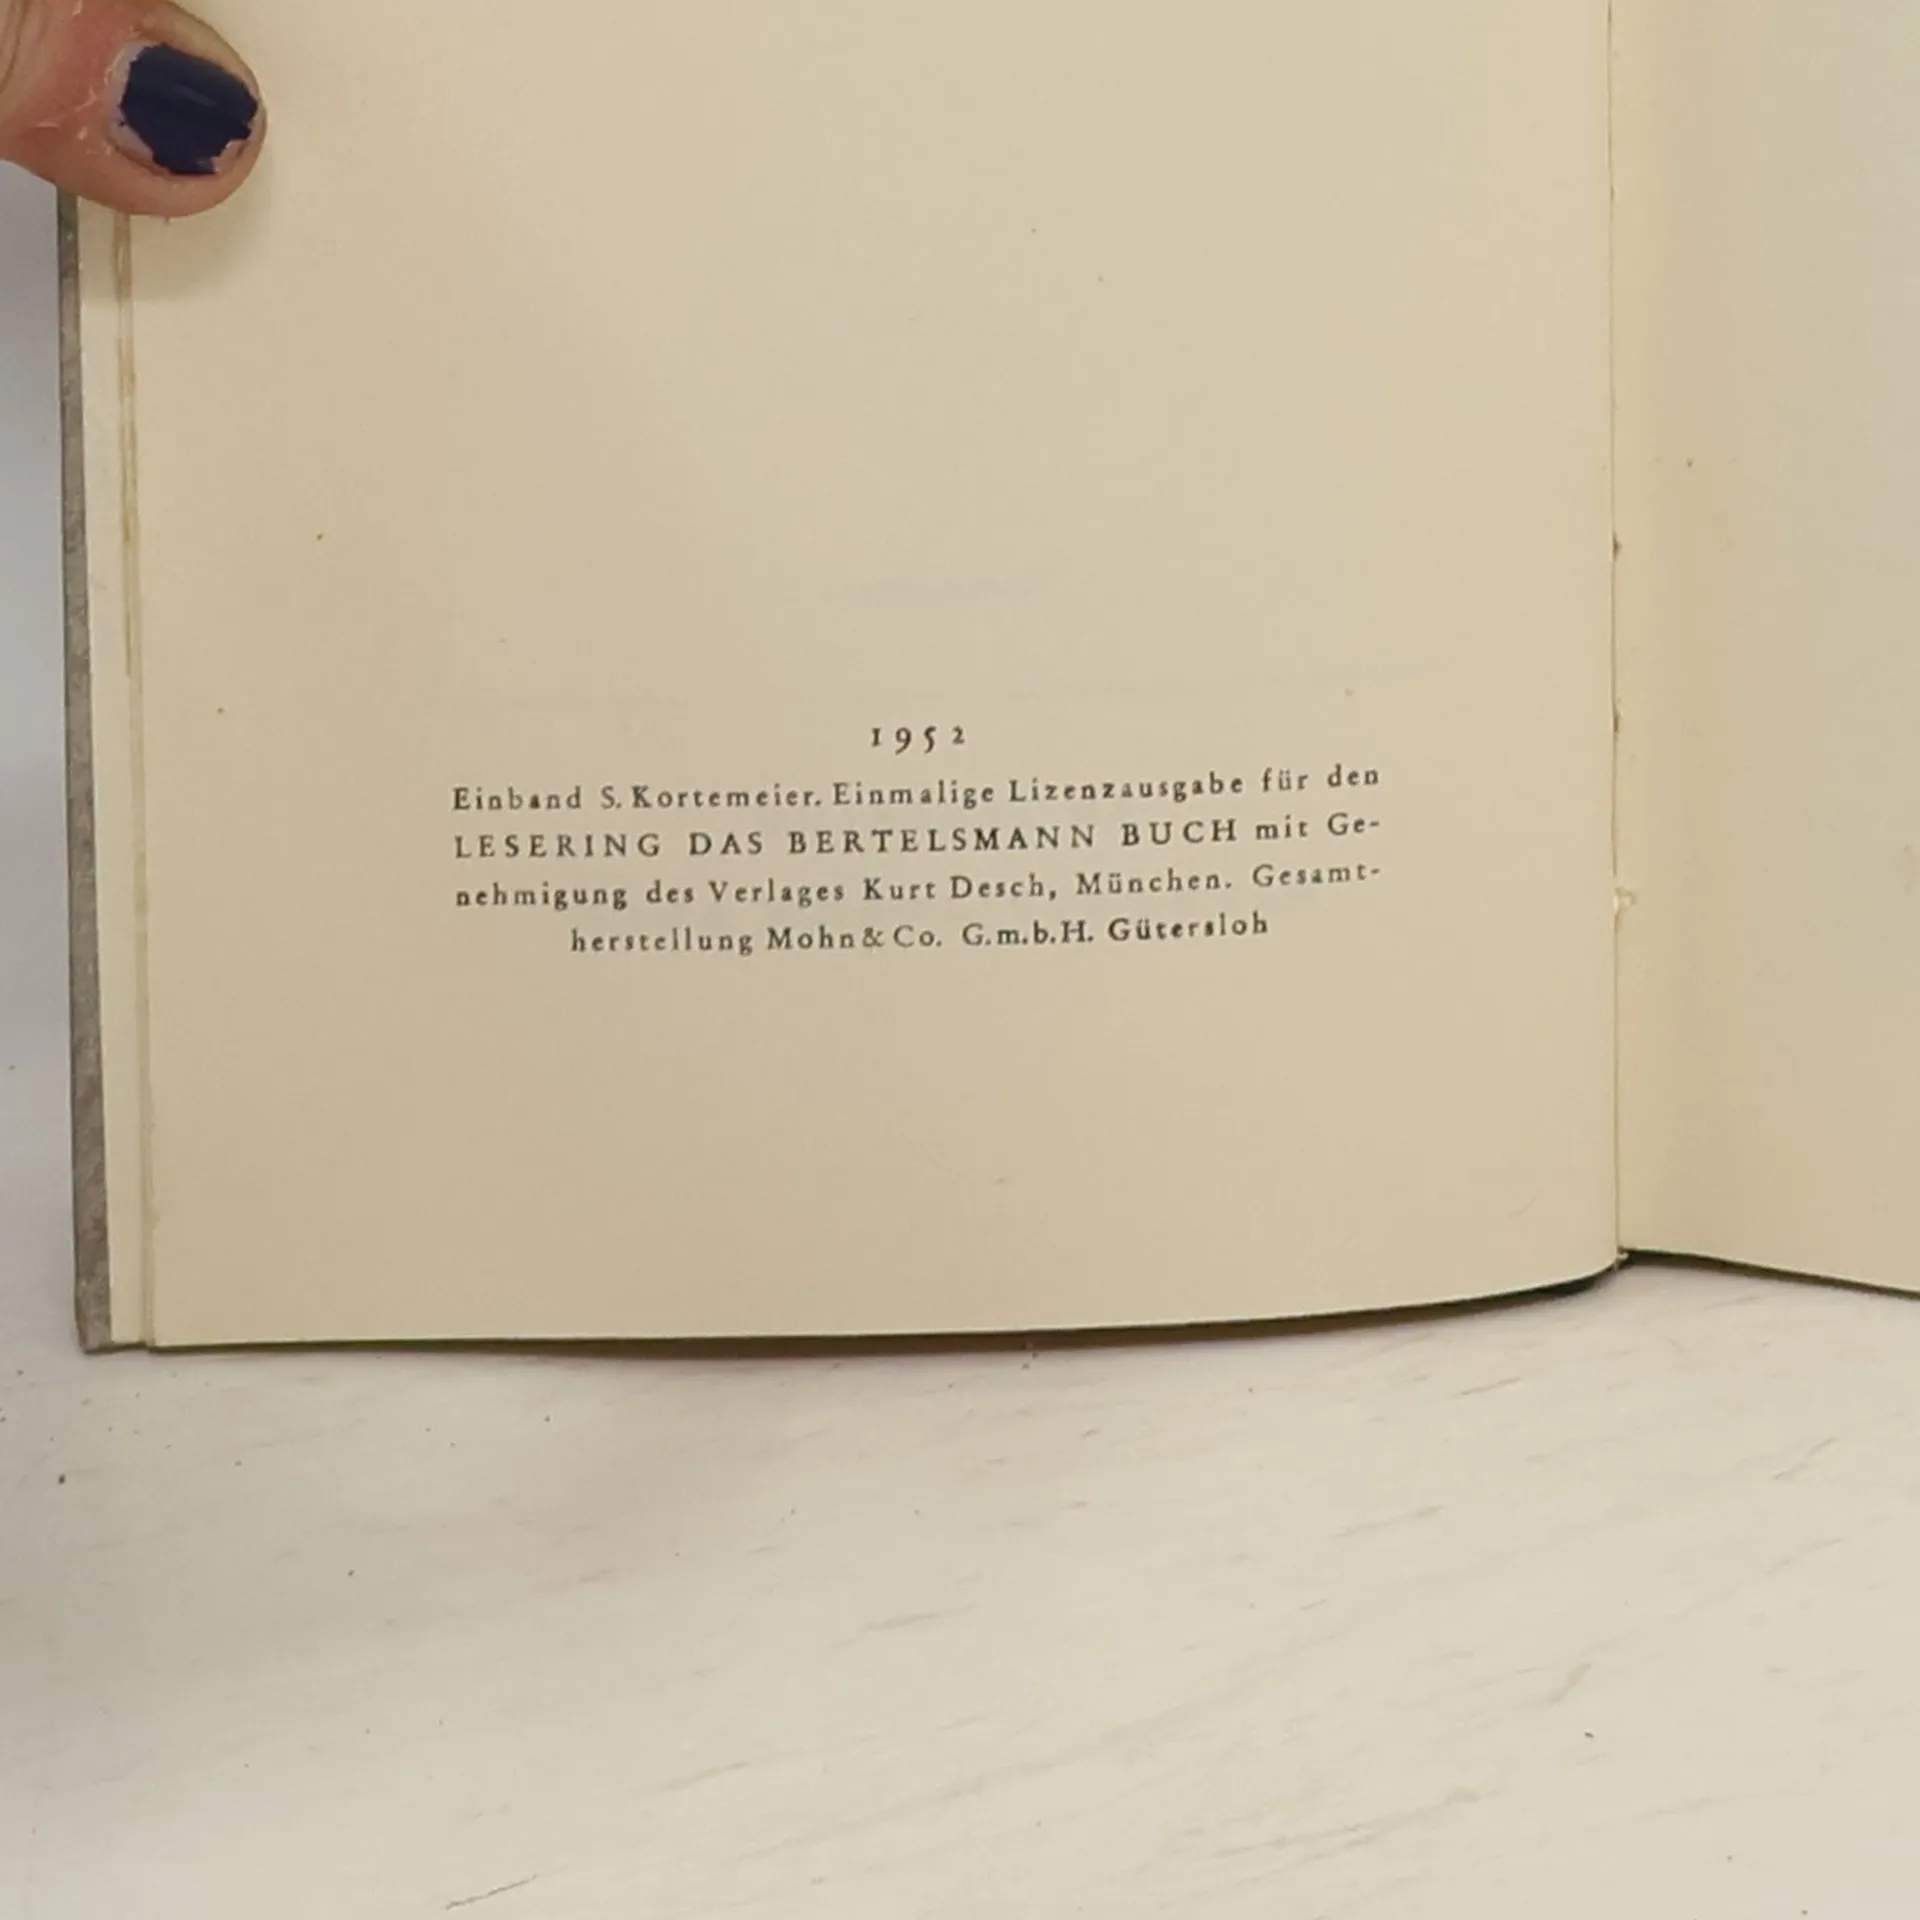 1952
Einband S. Kortemeier. Einmalige Lizenzausgabe für den
LESERING DAS BERTELSMANN BUCH mit Ge-
nehmigung des Verlages Kurt Desch, München. Gesamt-
herstellung Mohn & Co. G.m.b.H. Gütersloh